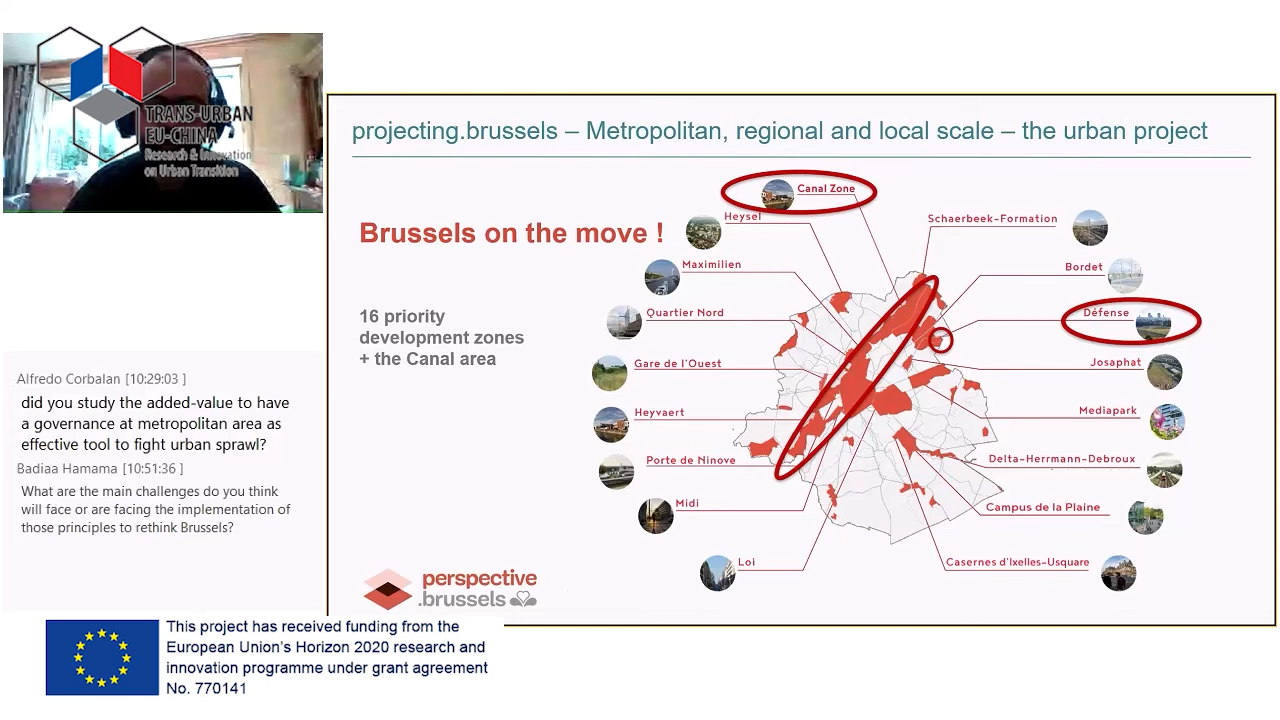 TRANS-URBAN
EU-CHINA
Research & Innovation
on Urban Transition
projecting.brussels – Metropolitan, regional and local scale – the urban project
Brussels on the move !
16 priority
development zones
+ the Canal area
Canal Zone
Heysel
Maximilien
Quartier Nord
Gare de l'Ouest
Heyvaert
Porte de Ninove
Midi
Loi
Schaerbeek-Formation
Bordet
Défense
Josaphat
Mediapark
Delta-Herrmann-Debroux
Campus de la Plaine
Casernes d'Ixelles-Usquare
perspective
.brussels
Alfredo Corbalan [10:29:03 ]
did you study the added-value to have
a governance at metropolitan area as
effective tool to fight urban sprawl?
Badiaa Hamama [10:51:36 ]
What are the main challenges do you think
will face or are facing the implementation of
those principles to rethink Brussels?
This project has received funding from the
European Union's Horizon 2020 research and
innovation programme under grant agreement
No. 770141